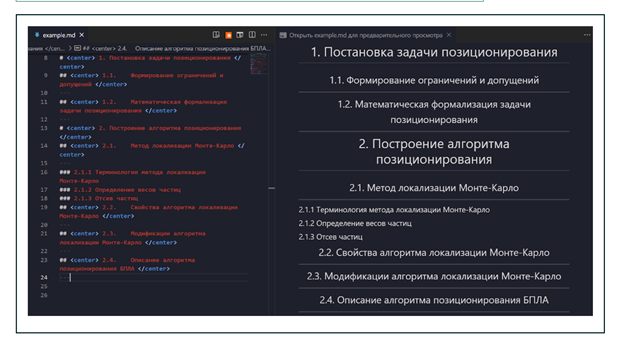 example.md
Открыть example.md для предварительного просмотра
ования </cen... > ## <center> 2.4. Описание алгоритма позиционирования БПЛА...
8 # <center> 1. Постановка задачи позиционирования </
center>
9 ## <center> 1.1. Формирование ограничений и
допущений </center>
10 ---
11 ## <center> 1.2. Математическая формализация
задачи позиционирования </center>
12 ---
13 # <center> 2. Построение алгоритма позиционирования
</center>
14 ## <center> 2.1. Метод локализации Монте-Карло </
center>
15 ---
16 ### 2.1.1 Терминология метода локализации
Монте-Карло
17 ### 2.1.2 Определение весов частиц
18 ### 2.1.3 Отсев частиц
19 ## <center> 2.2. Свойства алгоритма локализации
Монте-Карло </center>
20 ---
21 ## <center> 2.3. Модификации алгоритма
локализации Монте-Карло </center>
22 ---
23 ## <center> 2.4. Описание алгоритма
позиционирования БПЛА </center>
24 ---
25
26
1. Постановка задачи позиционирования
1.1. Формирование ограничений и допущений
1.2. Математическая формализация задачи
позиционирования
2. Построение алгоритма
позиционирования
2.1. Метод локализации Монте-Карло
2.1.1 Терминология метода локализации Монте-Карло
2.1.2 Определение весов частиц
2.1.3 Отсев частиц
2.2. Свойства алгоритма локализации Монте-Карло
2.3. Модификации алгоритма локализации Монте-Карло
2.4. Описание алгоритма позиционирования БПЛА